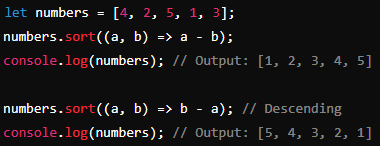 let numbers = [4, 2, 5, 1, 3];
numbers.sort((a, b) => a - b);
console.log(numbers); // Output: [1, 2, 3, 4, 5]
numbers.sort((a, b) => b - a); // Descending
console.log(numbers); // Output: [5, 4, 3, 2, 1]